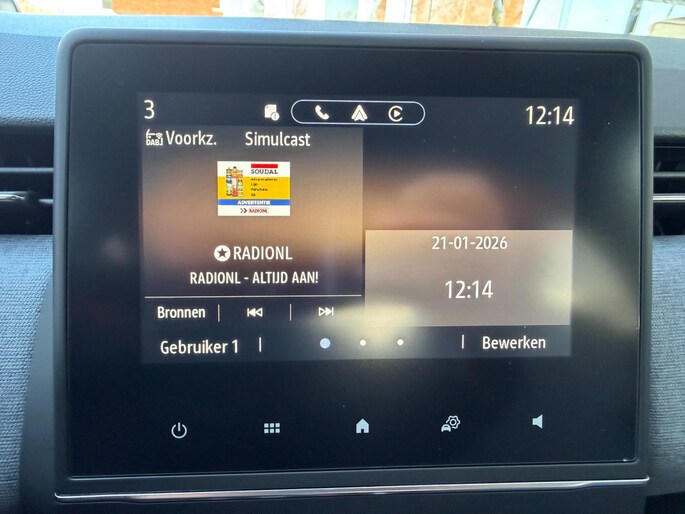 3
12:14
DAB
Voorkz.
Simulcast
SOUDAL
ADVERTENTIE
RADIONL
RADIONL
RADIONL - ALTIJD AAN!
21-01-2026
12:14
Bronnen
Gebruiker 1
Bewerken